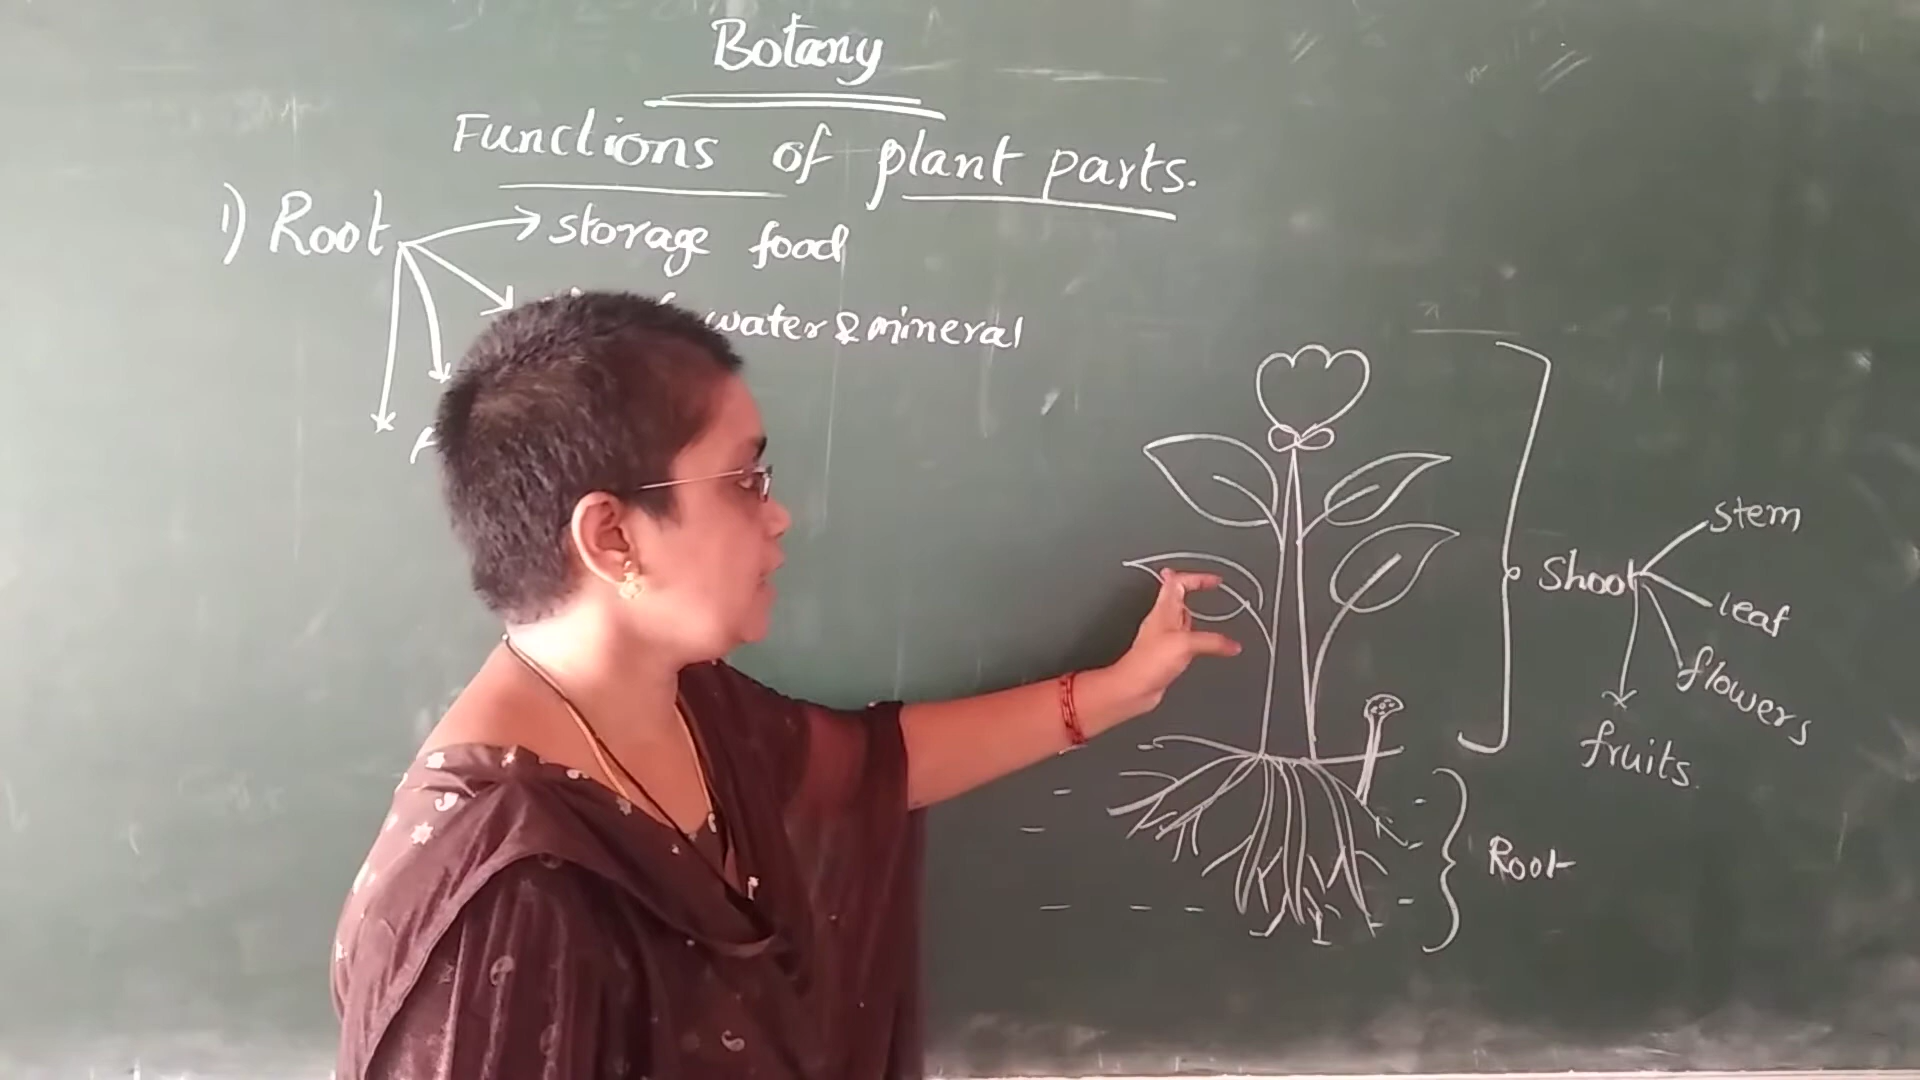 Botany
Functions of plant parts.
1) Root
storage food
water & mineral
stem
Shoot
leaf
flowers
fruits.
Root